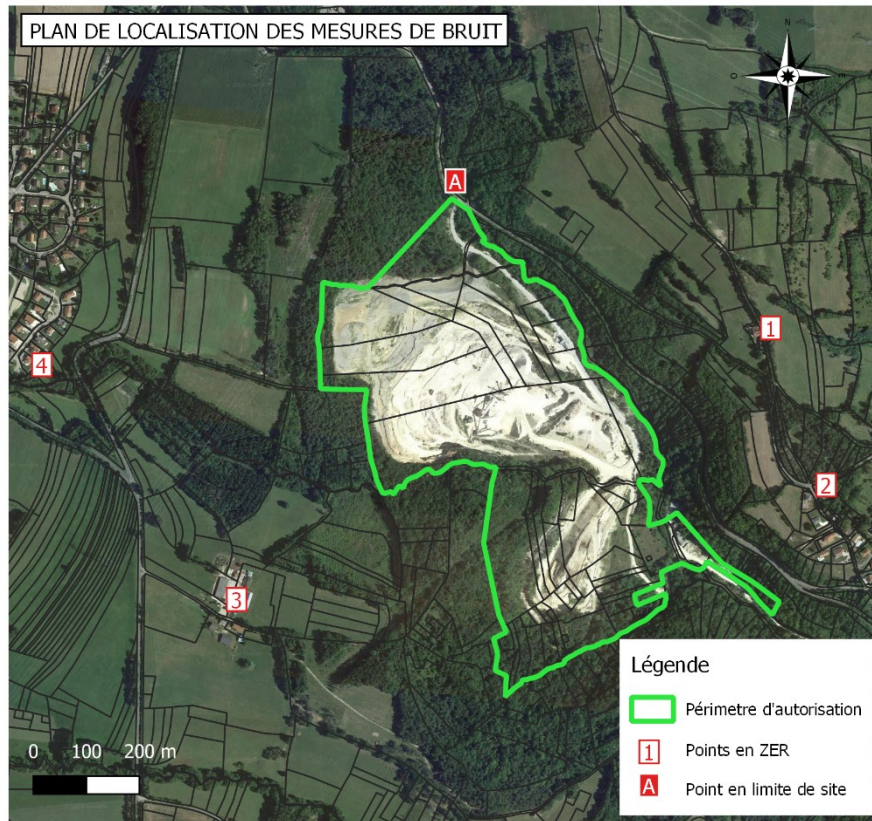 PLAN DE LOCALISATION DES MESURES DE BRUIT
N
O
E
S
A
1
4
2
3
Légende
Périmetre d'autorisation
1 Points en ZER
A Point en limite de site
0 100 200 m